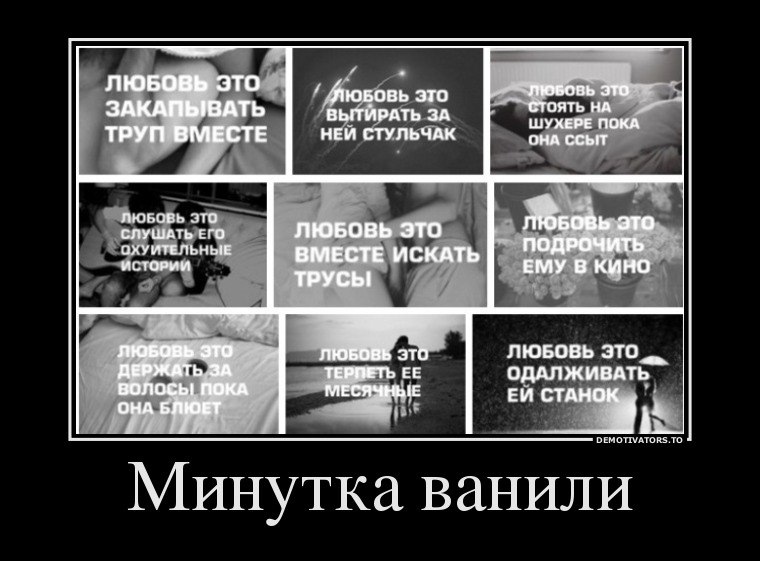 ЛЮБОВЬ ЭТО
ЗАКАПЫВАТЬ
ТРУП ВМЕСТЕ
ЛЮБОВЬ ЭТО
ВЫТИРАТЬ ЗА
НЕЙ СТУЛЬЧАК
ЛЮБОВЬ ЭТО
СТОЯТЬ НА
ШУХЕРЕ ПОКА
ОНА ССЫТ
ЛЮБОВЬ ЭТО
СЛУШАТЬ ЕГО
ОХУИТЕЛЬНЫЕ
ИСТОРИИ
ЛЮБОВЬ ЭТО
ВМЕСТЕ ИСКАТЬ
ТРУСЫ
ЛЮБОВЬ ЭТО
ПОДРОЧИТЬ
ЕМУ В КИНО
ЛЮБОВЬ ЭТО
ДЕРЖАТЬ ЗА
ВОЛОСЫ ПОКА
ОНА БЛЮЕТ
ЛЮБОВЬ ЭТО
ТЕРПЕТЬ ЕЕ
МЕСЯЧНЫЕ
ЛЮБОВЬ ЭТО
ОДАЛЖИВАТЬ
ЕЙ СТАНОК
DEMOTIVATORS.TO
Минутка ванили